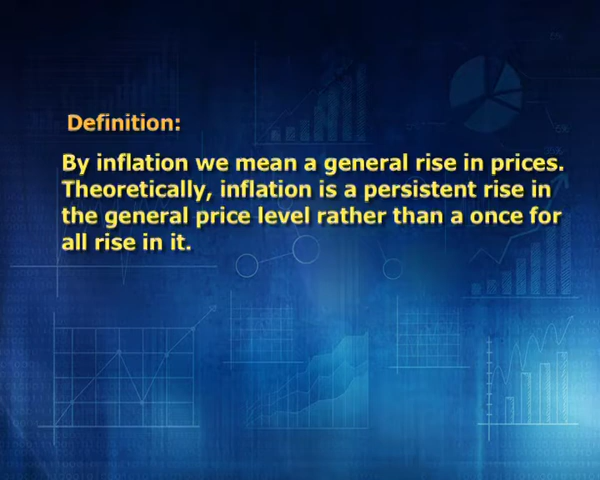 Definition:
By inflation we mean a general rise in prices.
Theoretically, inflation is a persistent rise in
the general price level rather than a once for
all rise in it.